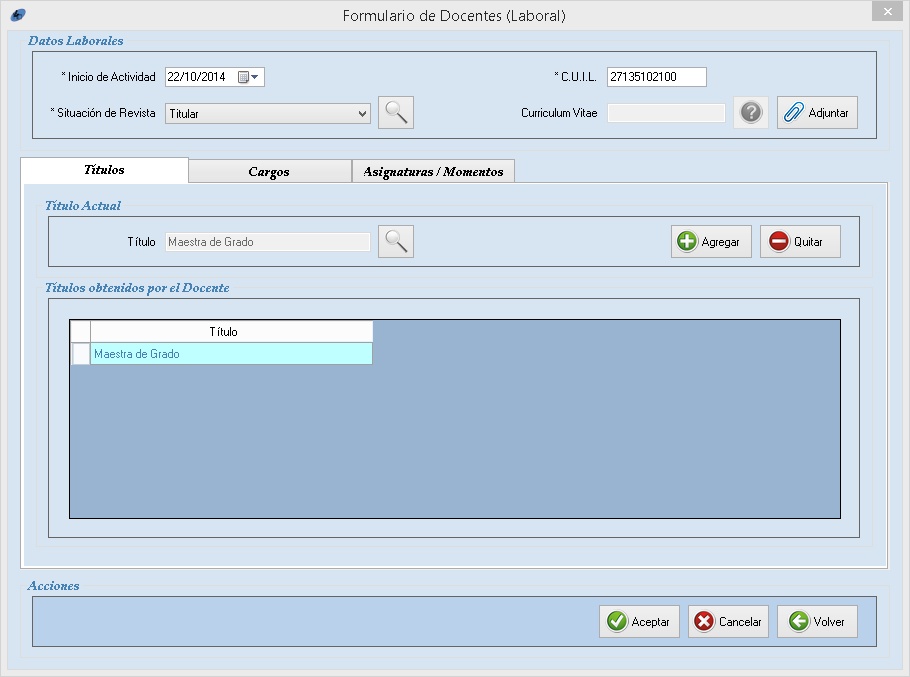 Formulario de Docentes (Laboral)
Datos Laborales
* Inicio de Actividad 22/10/2014 * C.U.I.L. 27135102100
* Situación de Revista Titular Curriculum Vitae ? Adjuntar
Títulos Cargos Asignaturas / Momentos
Título Actual
Título Maestra de Grado Agregar Quitar
Títulos obtenidos por el Docente
Título
Maestra de Grado
Acciones
Aceptar Cancelar Volver